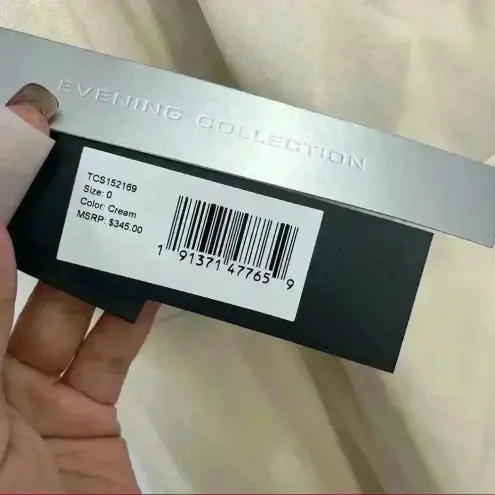 EVENING COLLECTION
TCS152169
Size: 0
Color: Cream
MSRP: $345.00
1 91371 47765 9